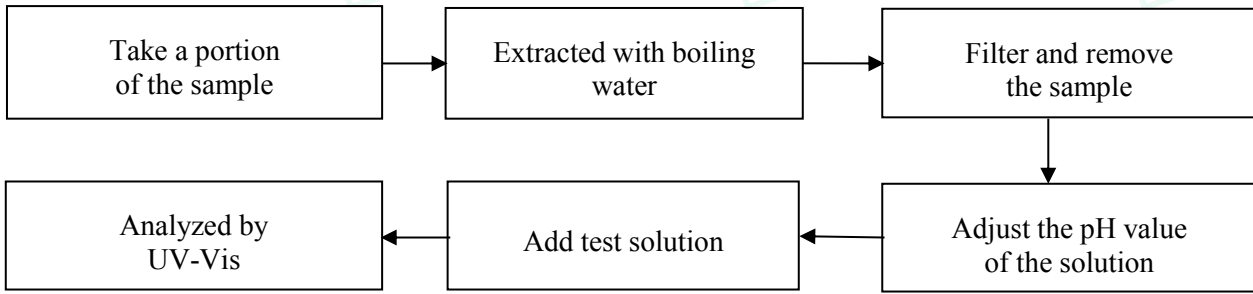 Take a portion
of the sample
Extracted with boiling
water
Filter and remove
the sample
Adjust the pH value
of the solution
Add test solution
Analyzed by
UV-Vis